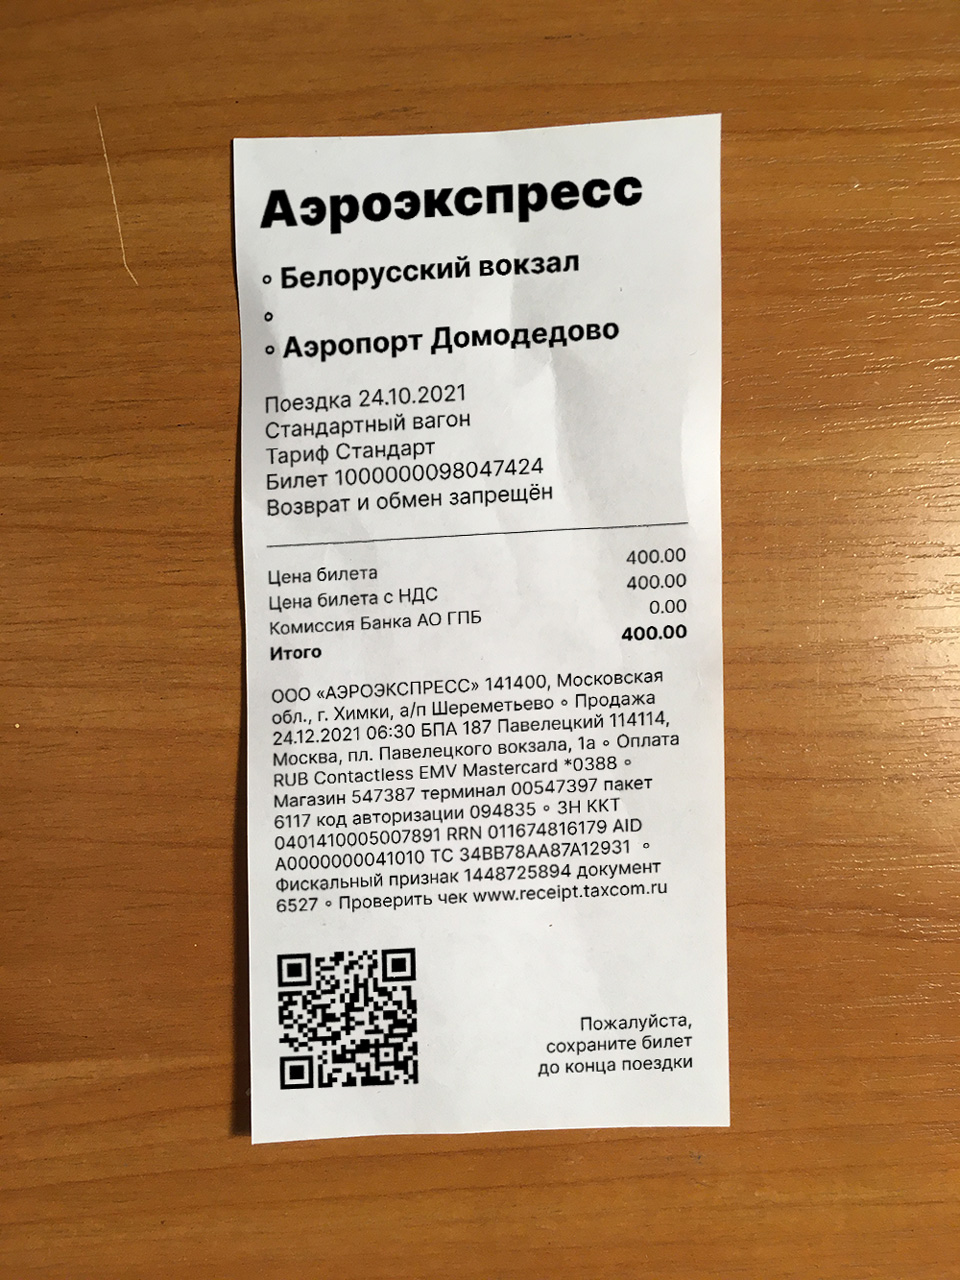 Аэроэкспресс
∘ Белорусский вокзал
∘
∘ Аэропорт Домодедово
Поездка 24.10.2021
Стандартный вагон
Тариф Стандарт
Билет 1000000098047424
Возврат и обмен запрещён
Цена билета 400.00
Цена билета с НДС 400.00
Комиссия Банка АО ГПБ 0.00
Итого 400.00
ООО «АЭРОЭКСПРЕСС» 141400, Московская
обл., г. Химки, а/п Шереметьево ∘ Продажа
24.12.2021 06:30 БПА 187 Павелецкий 114114,
Москва, пл. Павелецкого вокзала, 1а ∘ Оплата
RUB Contactless EMV Mastercard *0388 ∘
Магазин 547387 терминал 00547397 пакет
6117 код авторизации 094835 ∘ ЗН ККТ
0401410005007891 RRN 011674816179 AID
A0000000041010 TC 34BB78AA87A12931 ∘
Фискальный признак 1448725894 документ
6527 ∘ Проверить чек www.receipt.taxcom.ru
Пожалуйста,
сохраните билет
до конца поездки